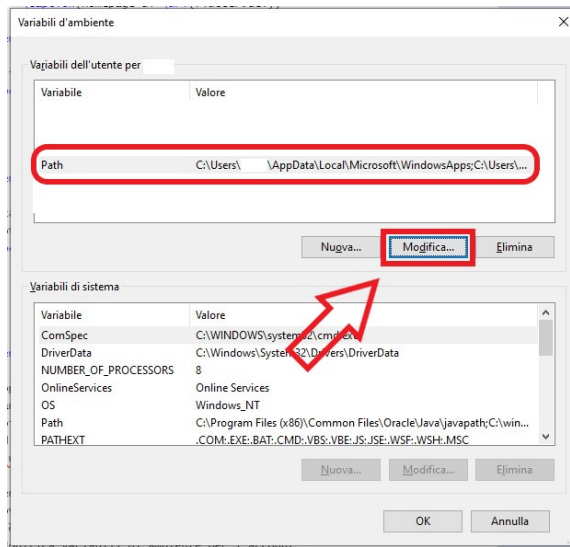 Variabili d'ambiente
Variabili dell'utente per
Variabile Valore
Path C:\Users\ \AppData\Local\Microsoft\WindowsApps;C:\Users\...
Nuova... Modifica... Elimina
Variabili di sistema
Variabile Valore
ComSpec C:\WINDOWS\system32\cmd.exe
DriverData C:\Windows\System32\Drivers\DriverData
NUMBER_OF_PROCESSORS 8
OnlineServices Online Services
OS Windows_NT
Path C:\Program Files (x86)\Common Files\Oracle\Java\javapath;C:\win...
PATHEXT .COM;.EXE;.BAT;.CMD;.VBS;.VBE;.JS;.JSE;.WSF;.WSH;.MSC
Nuova... Modifica... Elimina
OK Annulla